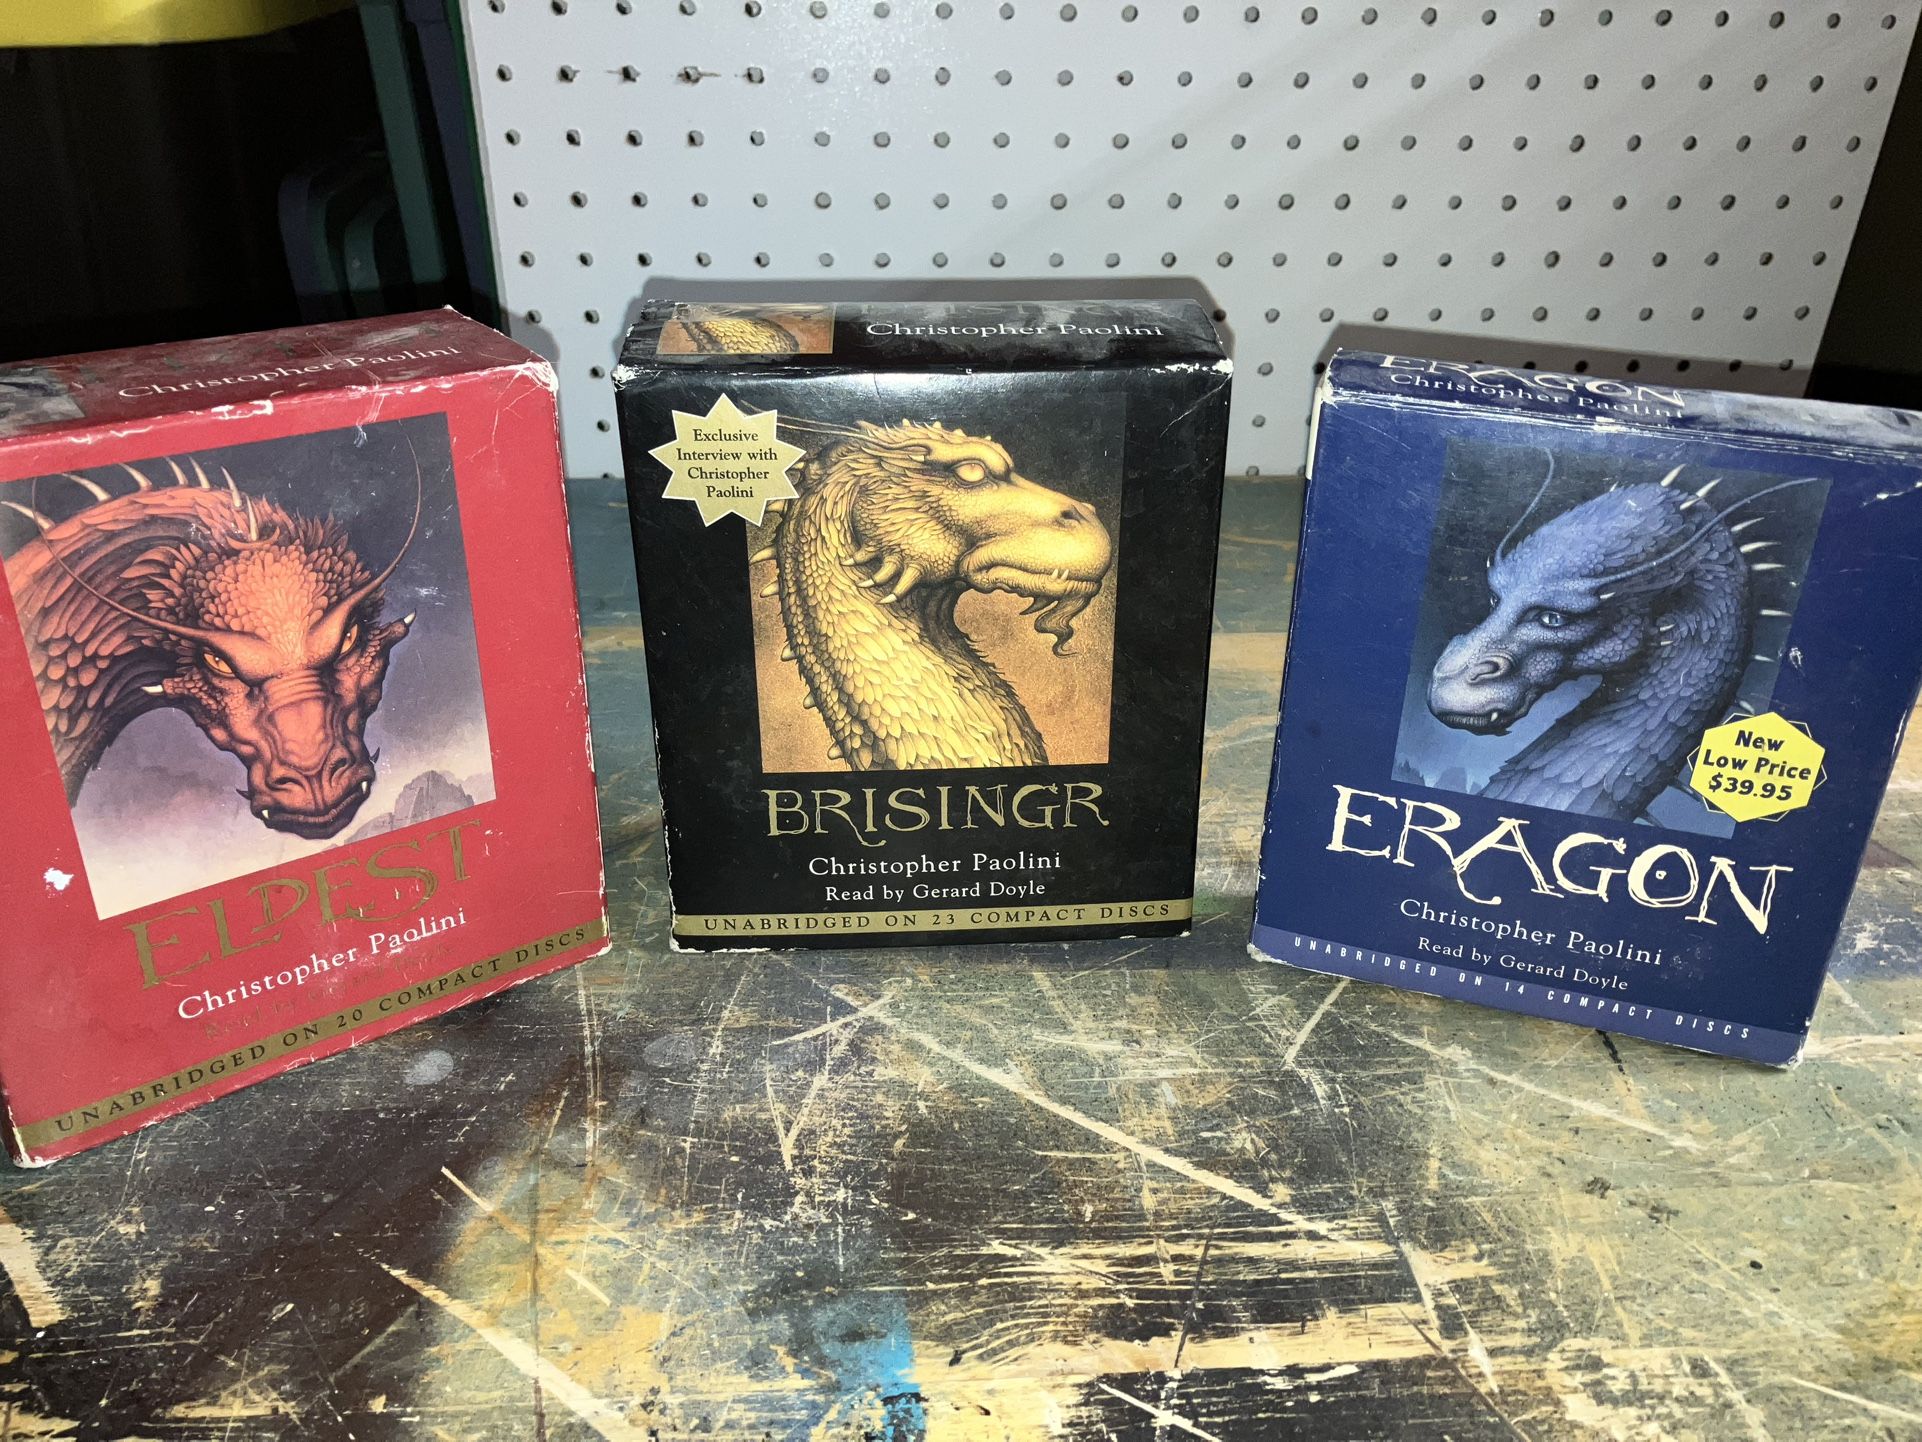 Christopher Paolini
ELDEST
Christopher Paolini
Read by
UNABRIDGED ON 20 COMPACT DISCS
Christopher Paolini
Exclusive
Interview with
Christopher
Paolini
BRISINGR
Christopher Paolini
Read by Gerard Doyle
UNABRIDGED ON 23 COMPACT DISCS
ERAGON
Christopher Paolini
New
Low Price
$39.95
ERAGON
Christopher Paolini
Read by Gerard Doyle
UNABRIDGED ON 14 COMPACT DISCS